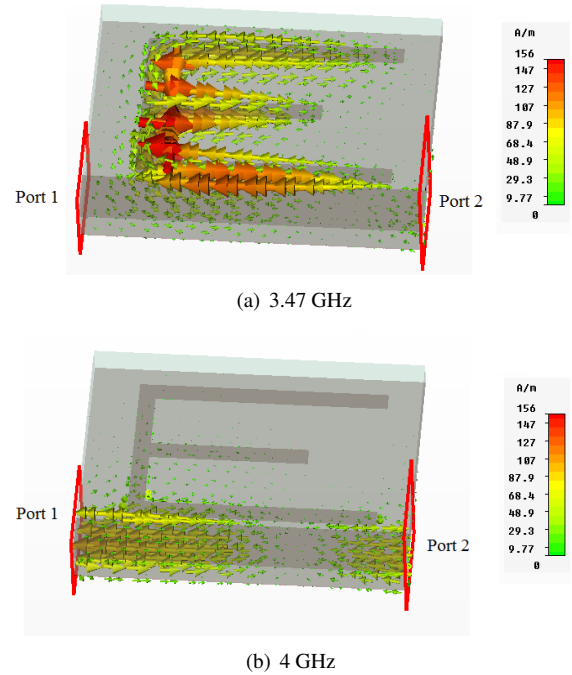 A/m
156
147
127
107
87.9
68.4
48.9
29.3
9.77
0
Port 1
Port 2
(a) 3.47 GHz
A/m
156
147
127
107
87.9
68.4
48.9
29.3
9.77
0
Port 1
Port 2
(b) 4 GHz